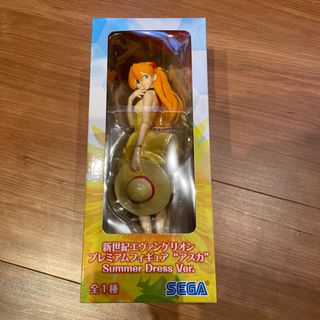 新世紀エヴァンゲリオン
プレミアムフィギュア "アスカ"
Summer Dress Ver.
全1種
SEGA